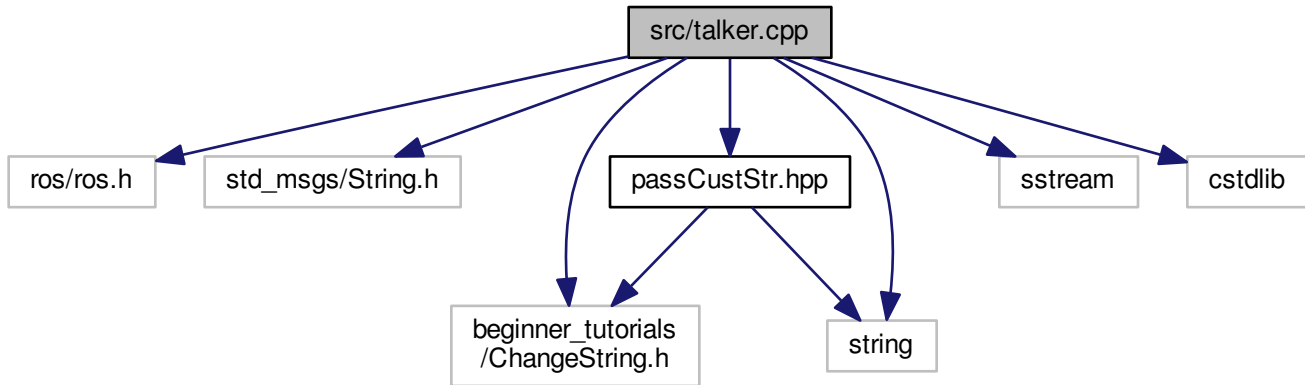 src/talker.cpp
ros/ros.h
std_msgs/String.h
passCustStr.hpp
sstream
cstdlib
beginner_tutorials
/ChangeString.h
string